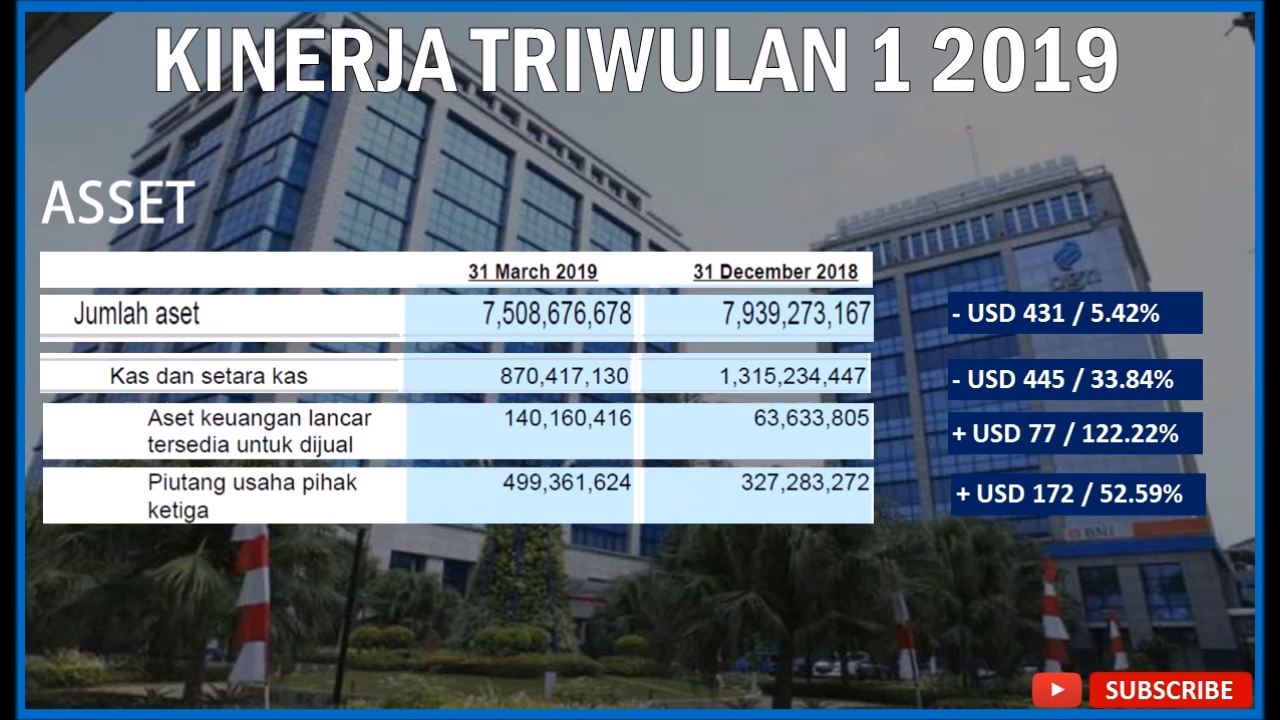 KINERJA TRIWULAN 1 2019
ASSET
31 March 2019 31 December 2018
Jumlah aset 7,508,676,678 7,939,273,167 - USD 431 / 5.42%
Kas dan setara kas 870,417,130 1,315,234,447 - USD 445 / 33.84%
Aset keuangan lancar 140,160,416 63,633,805 + USD 77 / 122.22%
tersedia untuk dijual
Piutang usaha pihak 499,361,624 327,283,272 + USD 172 / 52.59%
ketiga
pgn
BNI
SUBSCRIBE